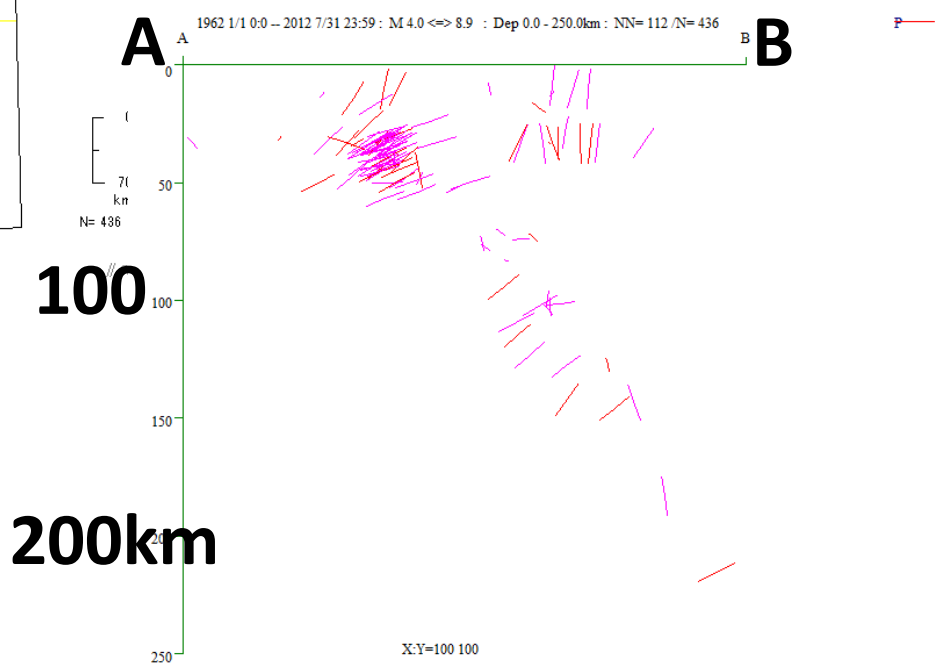 1962 1/1 0:0 -- 2012 7/31 23:59 : M 4.0 <=> 8.9 : Dep 0.0 - 250.0km : NN= 112 /N= 436
P
A A B B
0
50
km
N= 436
100 100
150
200km
250
X:Y=100 100